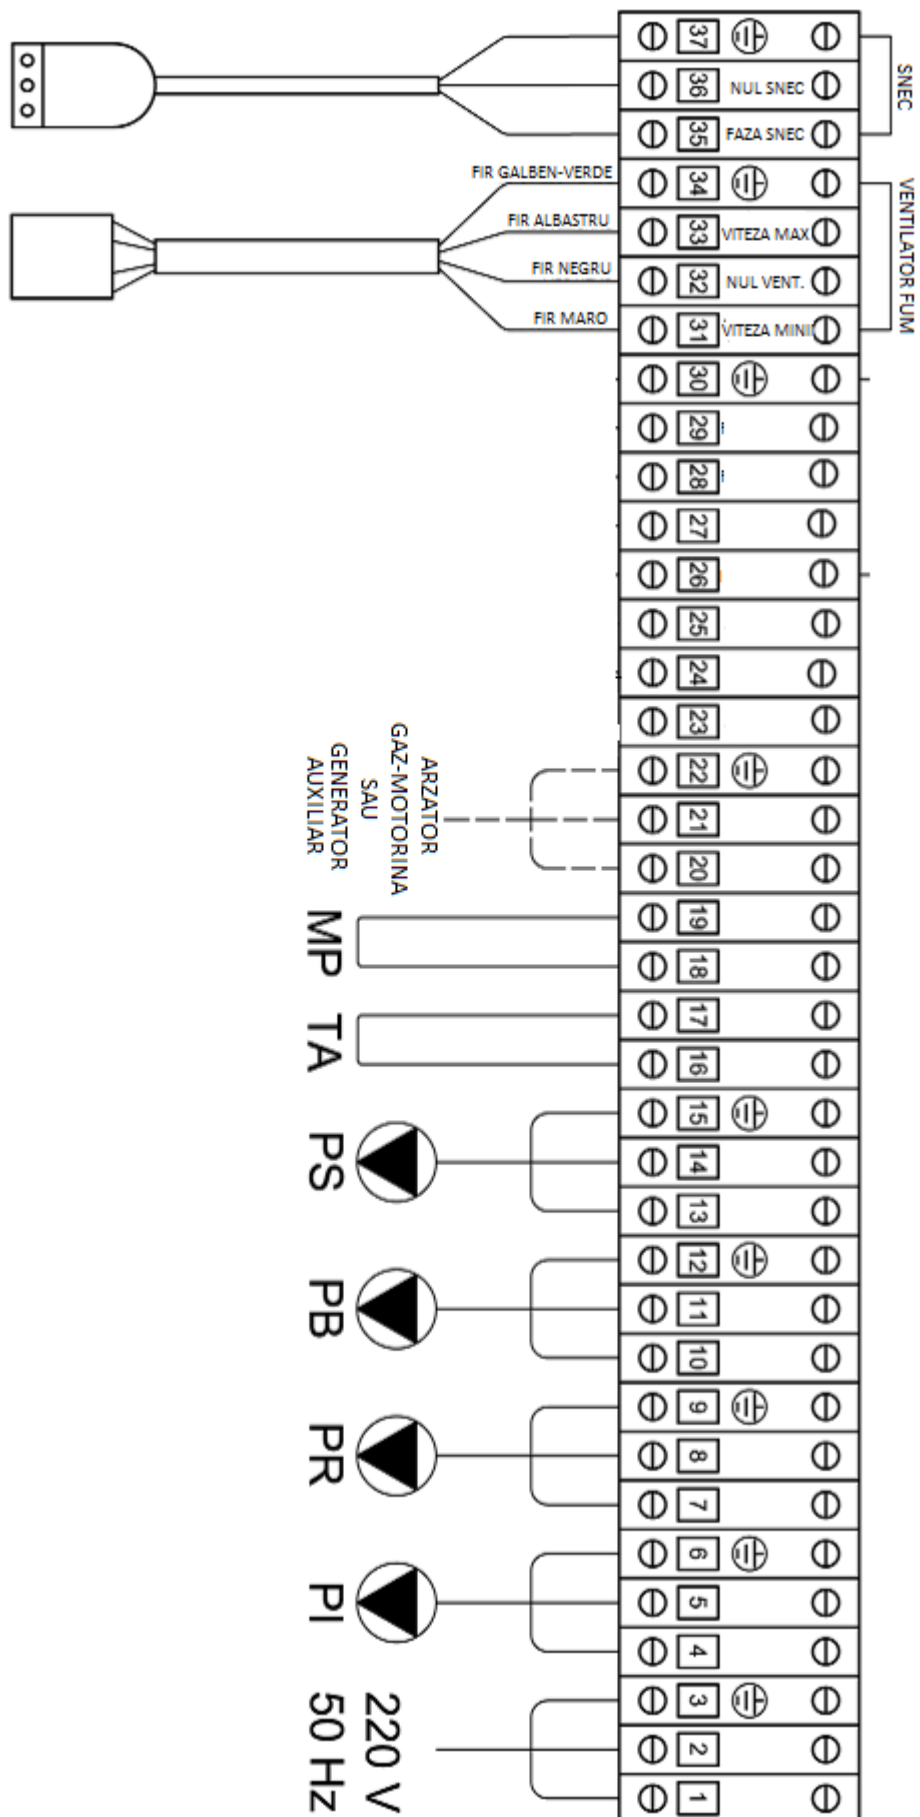 SNEC
37
36 NUL SNEC
35 FAZA SNEC
VENTILATOR FUM
FIR GALBEN-VERDE 34
FIR ALBASTRU 33 VITEZA MAX
FIR NEGRU 32 NUL VENT.
FIR MARO 31 VITEZA MINI
30
29
28
27
26
25
24
23
22
21
20
ARZATOR
GAZ-MOTORINA
SAU
GENERATOR
AUXILIAR
19
18
MP
17
16
TA
15
14
13
PS
12
11
10
PB
9
8
7
PR
6
5
4
PI
3
2
1
220 V
50 Hz